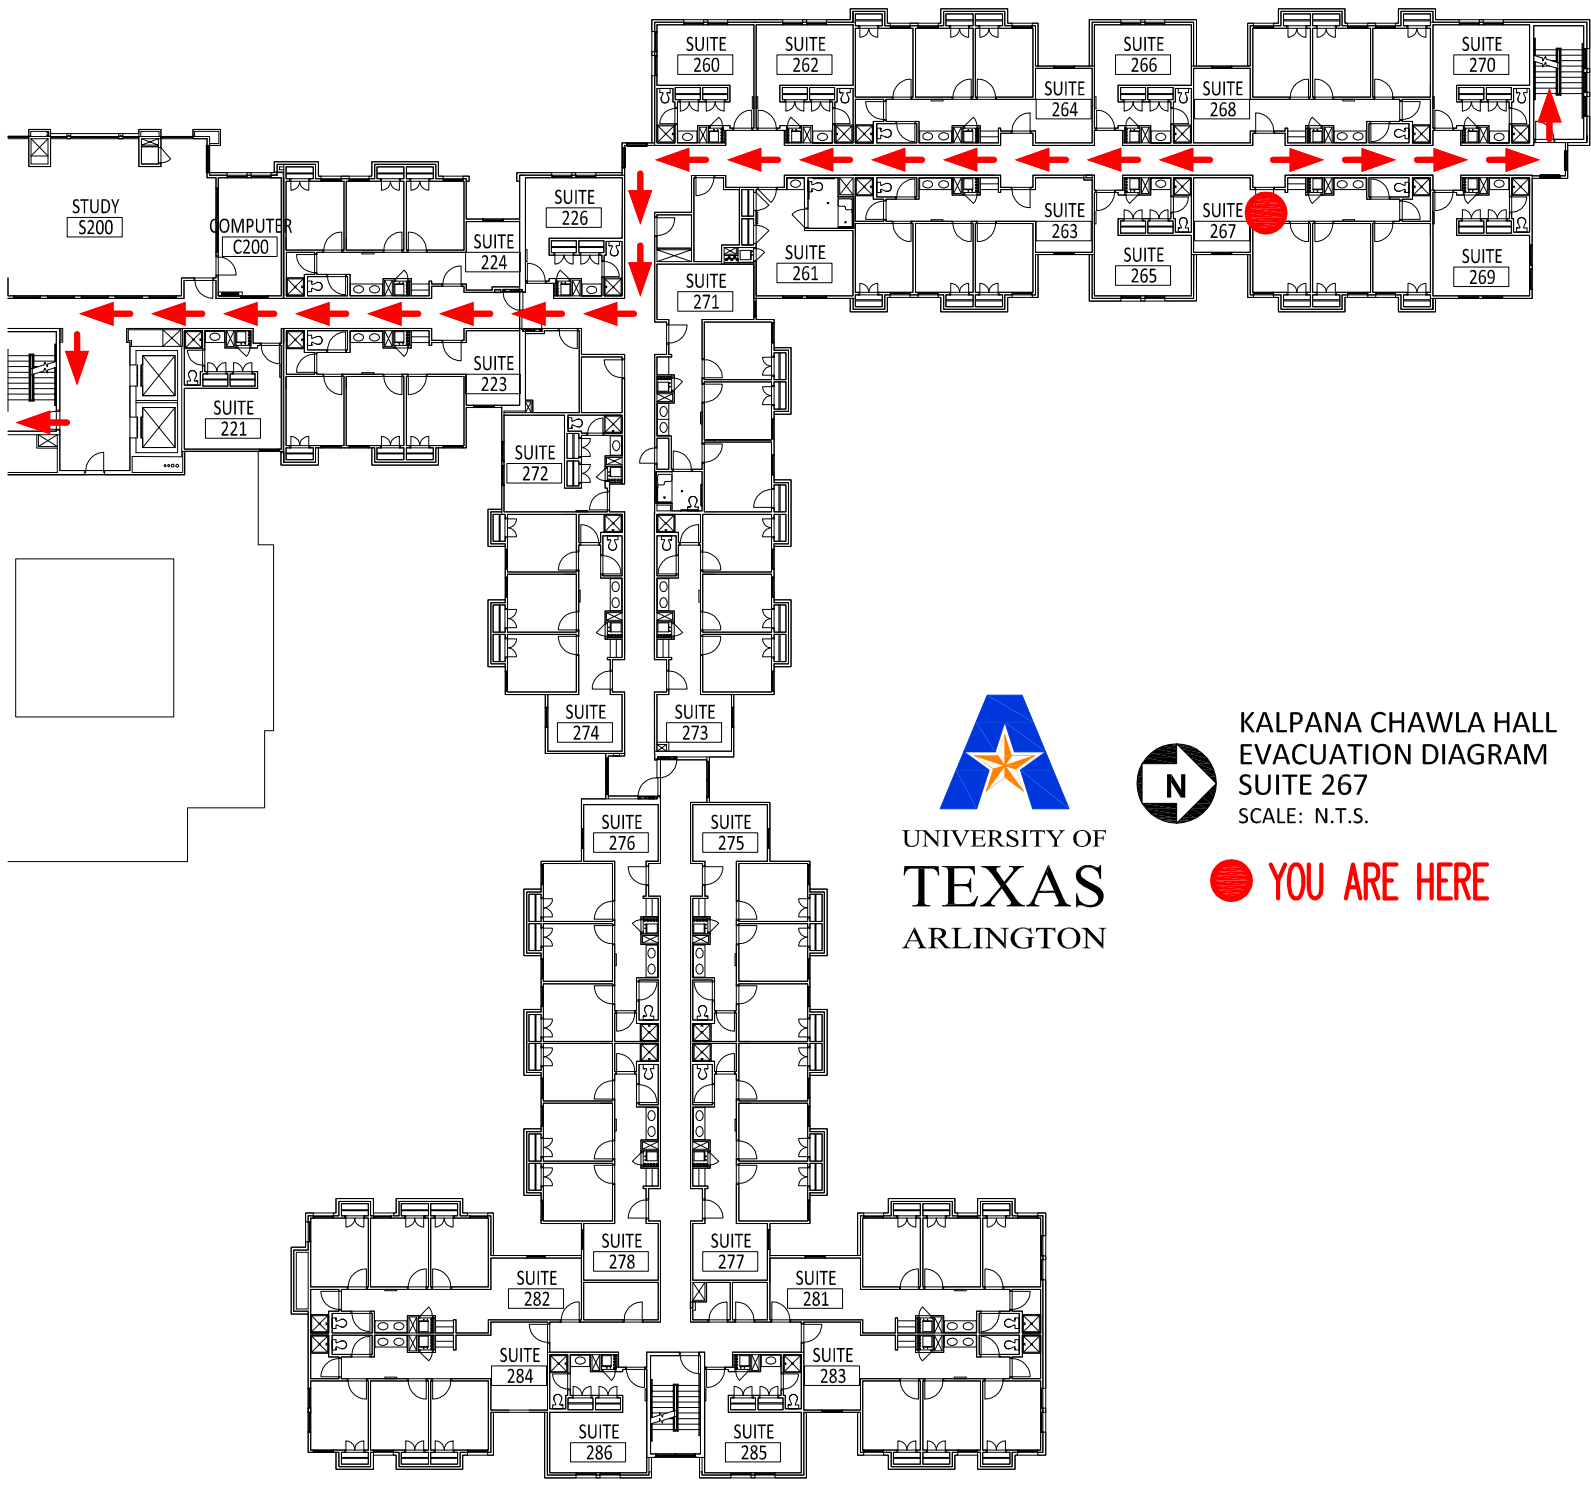 SUITE
260
SUITE
262
SUITE
264
SUITE
266
SUITE
268
SUITE
270
STUDY
S200
COMPUTER
C200
SUITE
224
SUITE
226
SUITE
261
SUITE
263
SUITE
265
SUITE
267
SUITE
269
SUITE
271
SUITE
221
SUITE
223
SUITE
272
SUITE
274
SUITE
273
SUITE
276
SUITE
275
KALPANA CHAWLA HALL
EVACUATION DIAGRAM
SUITE 267
SCALE: N.T.S.
N
UNIVERSITY OF
TEXAS
ARLINGTON
YOU ARE HERE
SUITE
278
SUITE
277
SUITE
282
SUITE
281
SUITE
284
SUITE
283
SUITE
286
SUITE
285